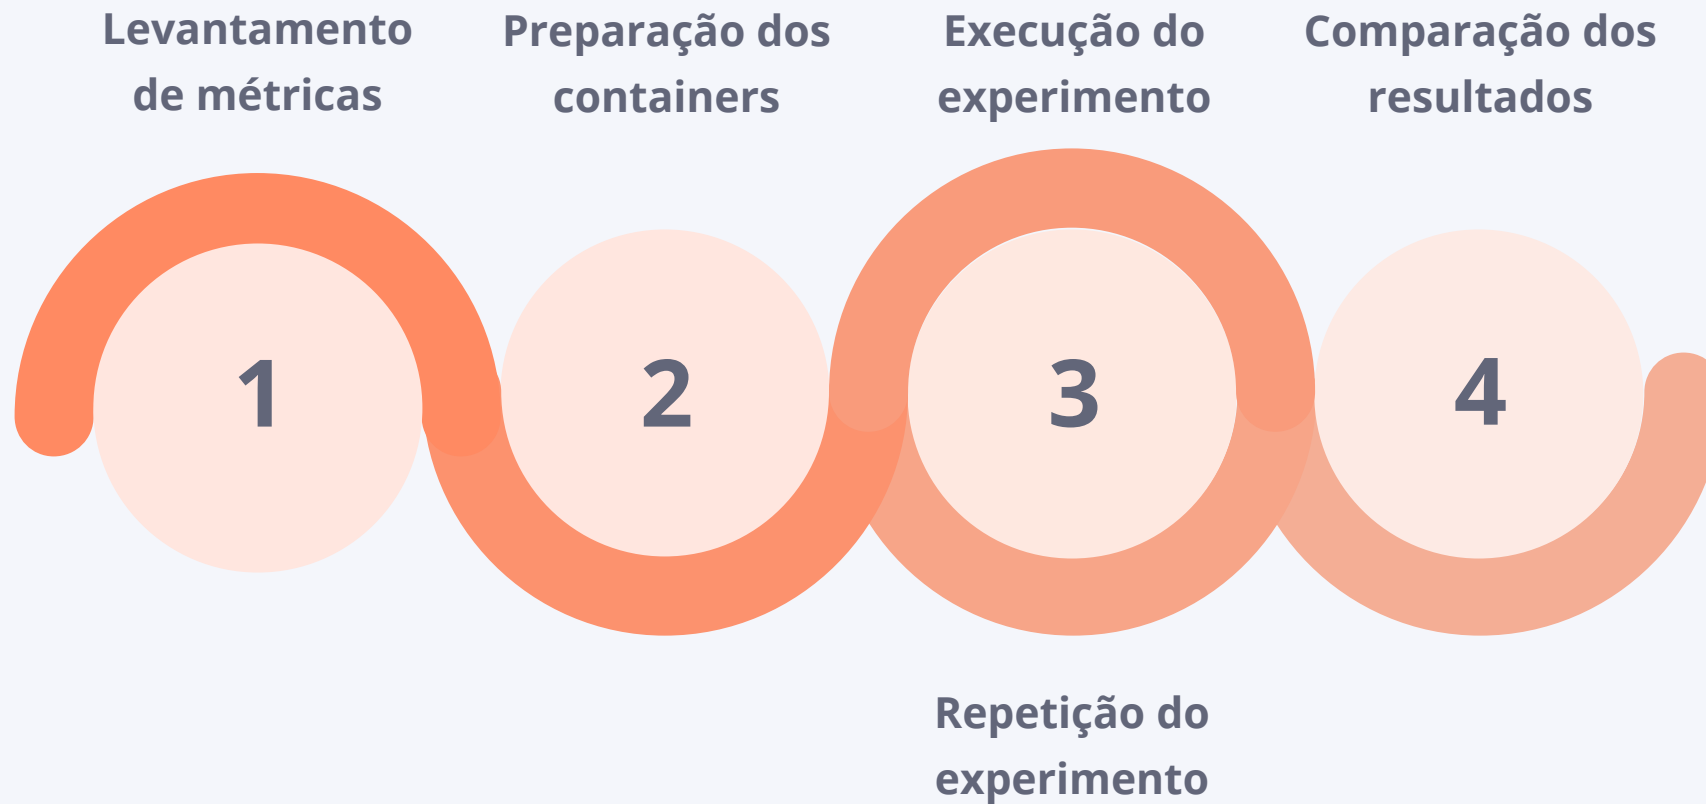 Levantamento
de métricas
Preparação dos
containers
Execução do
experimento
Comparação dos
resultados
1
2
3
4
Repetição do
experimento